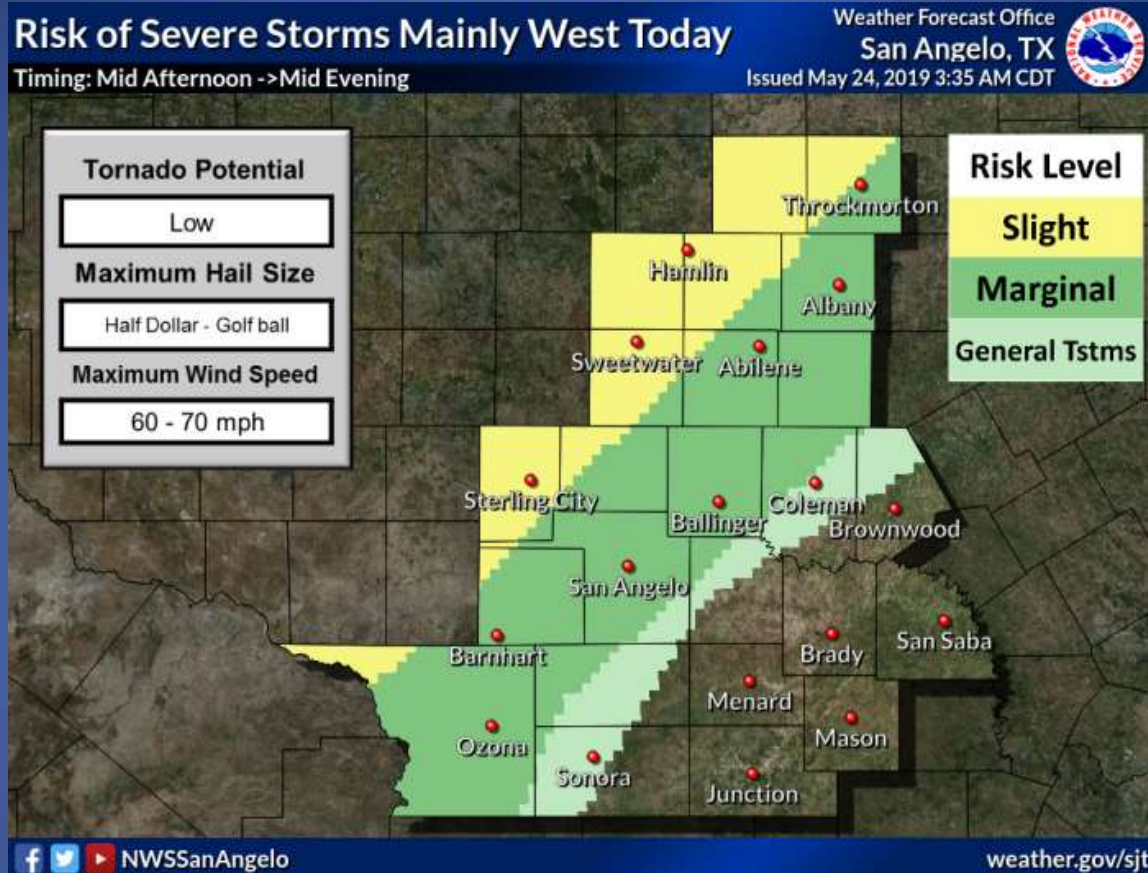 Risk of Severe Storms Mainly West Today
Timing: Mid Afternoon ->Mid Evening
Weather Forecast Office
San Angelo, TX
Issued May 24, 2019 3:35 AM CDT
NATIONAL WEATHER SERVICE
Tornado Potential
Low
Maximum Hail Size
Half Dollar - Golf ball
Maximum Wind Speed
60 - 70 mph
Risk Level
Slight
Marginal
General Tstms
Throckmorton
Hamlin
Albany
Sweetwater
Abilene
Sterling City
Ballinger
Coleman
Brownwood
San Angelo
Barnhart
Brady
San Saba
Menard
Ozona
Mason
Sonora
Junction
NWSSanAngelo
weather.gov/sjt